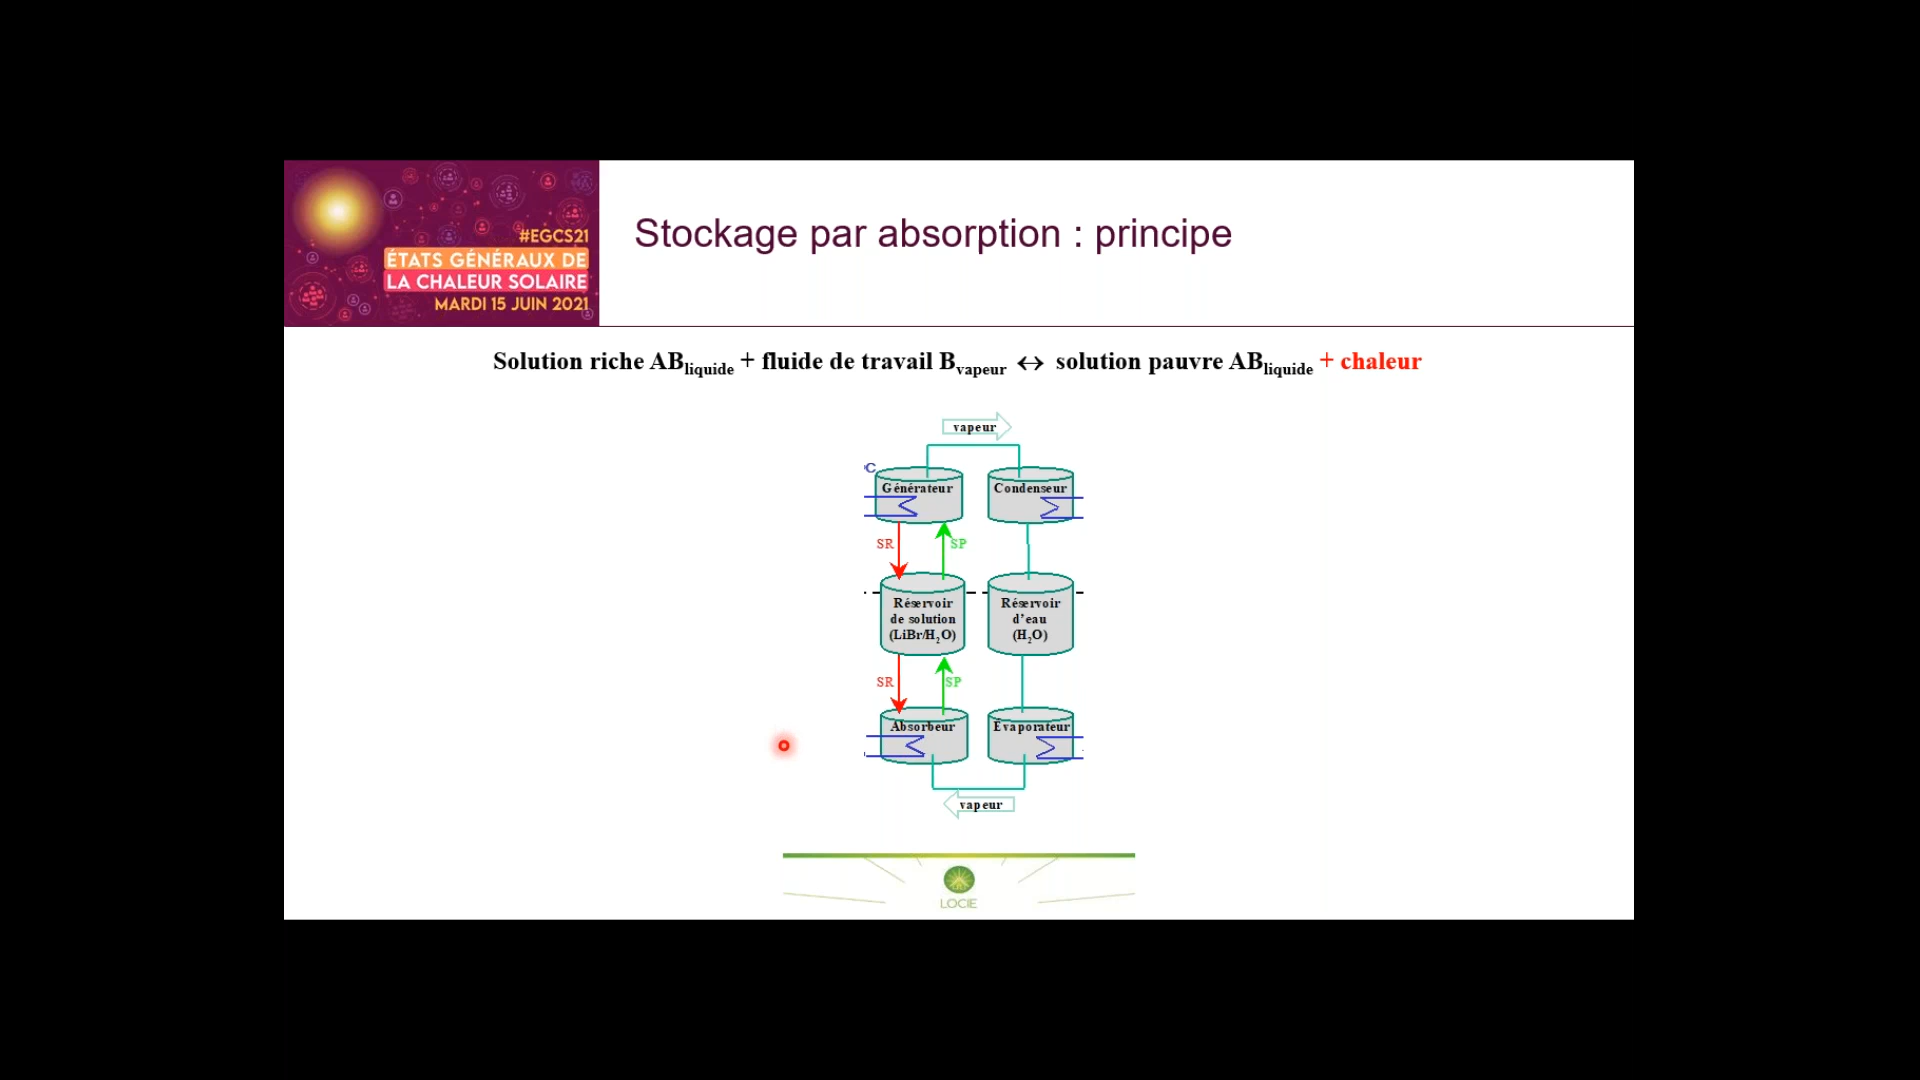 #EGCS21
ÉTATS GÉNÉRAUX DE
LA CHALEUR SOLAIRE
MARDI 15 JUIN 2021
Stockage par absorption : principe
Solution riche ABliquide + fluide de travail Bvapeur ↔ solution pauvre ABliquide + chaleur
vapeur
°C
Générateur
Condenseur
SR
SP
Réservoir
de solution
(LiBr/H2O)
Réservoir
d'eau
(H2O)
SR
SP
Absorbeur
Evaporateur
vapeur
LOCIE